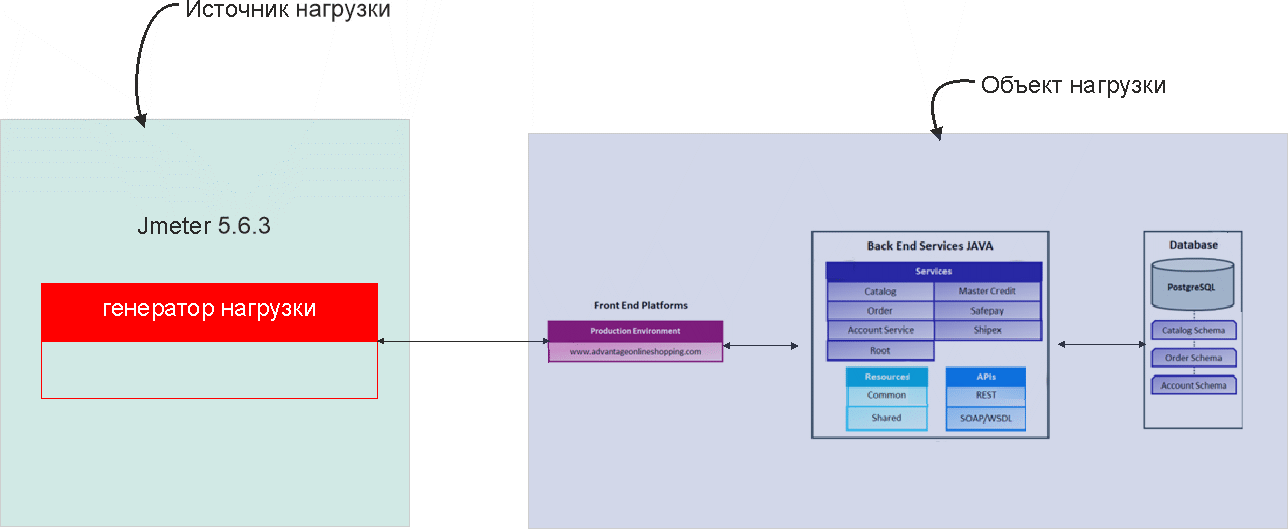 Источник нагрузки
Объект нагрузки
Jmeter 5.6.3
генератор нагрузки
Front End Platforms
Production Environment
www.advantageonlineshopping.com
Back End Services JAVA
Services
Catalog
Master Credit
Order
Safepay
Account Service
Shipex
Root
Resourced
Common
Shared
APIs
REST
SOAP/WSDL
Database
PostgreSQL
Catalog Schema
Order Schema
Account Schema